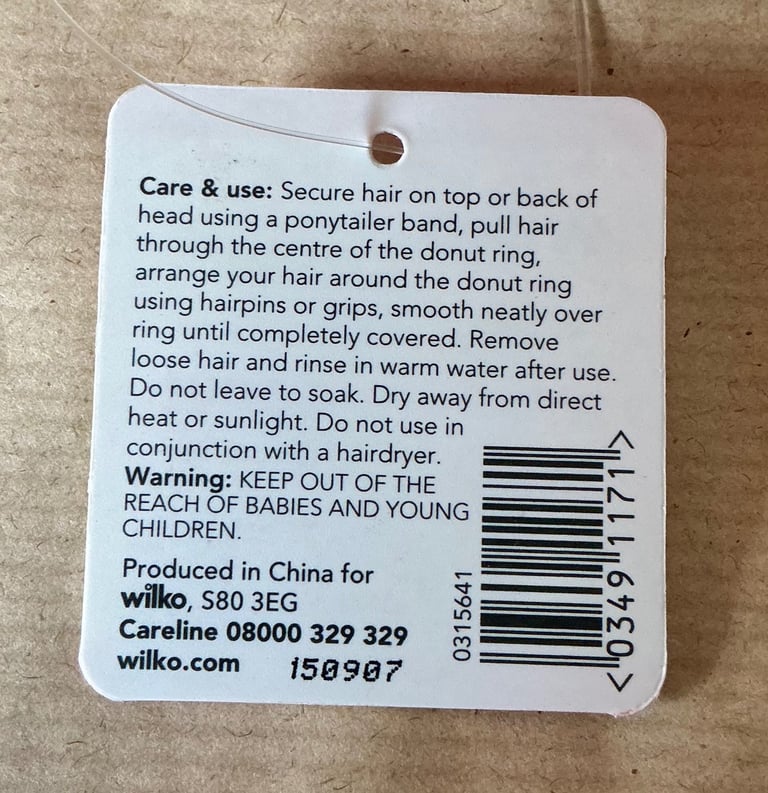 Care & use: Secure hair on top or back of
head using a ponytailer band, pull hair
through the centre of the donut ring,
arrange your hair around the donut ring
using hairpins or grips, smooth neatly over
ring until completely covered. Remove
loose hair and rinse in warm water after use.
Do not leave to soak. Dry away from direct
heat or sunlight. Do not use in
conjunction with a hairdryer.
Warning: KEEP OUT OF THE
REACH OF BABIES AND YOUNG
CHILDREN.
Produced in China for
wilko, S80 3EG
Careline 08000 329 329
wilko.com 150907
0315641
<0349 1171>